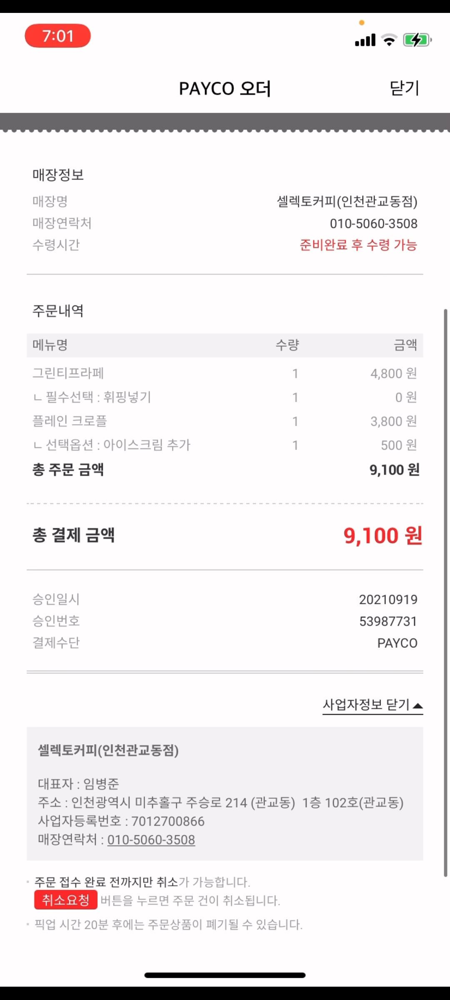 7:01
PAYCO 오더 닫기
매장정보
매장명 셀렉토커피(인천관교동점)
매장연락처 010-5060-3508
수령시간 준비완료 후 수령 가능
주문내역
메뉴명 수량 금액
그린티프라페 1 4,800 원
ㄴ 필수선택 : 휘핑넣기 1 0 원
플레인 크로플 1 3,800 원
ㄴ 선택옵션 : 아이스크림 추가 1 500 원
총 주문 금액 9,100 원
총 결제 금액 9,100 원
승인일시 20210919
승인번호 53987731
결제수단 PAYCO
사업자정보 닫기
셀렉토커피(인천관교동점)
대표자 : 임병준
주소 : 인천광역시 미추홀구 주승로 214 (관교동) 1층 102호(관교동)
사업자등록번호 : 7012700866
매장연락처 : 010-5060-3508
주문 접수 완료 전까지만 취소가 가능합니다.
취소요청 버튼을 누르면 주문 건이 취소됩니다.
픽업 시간 20분 후에는 주문상품이 폐기될 수 있습니다.